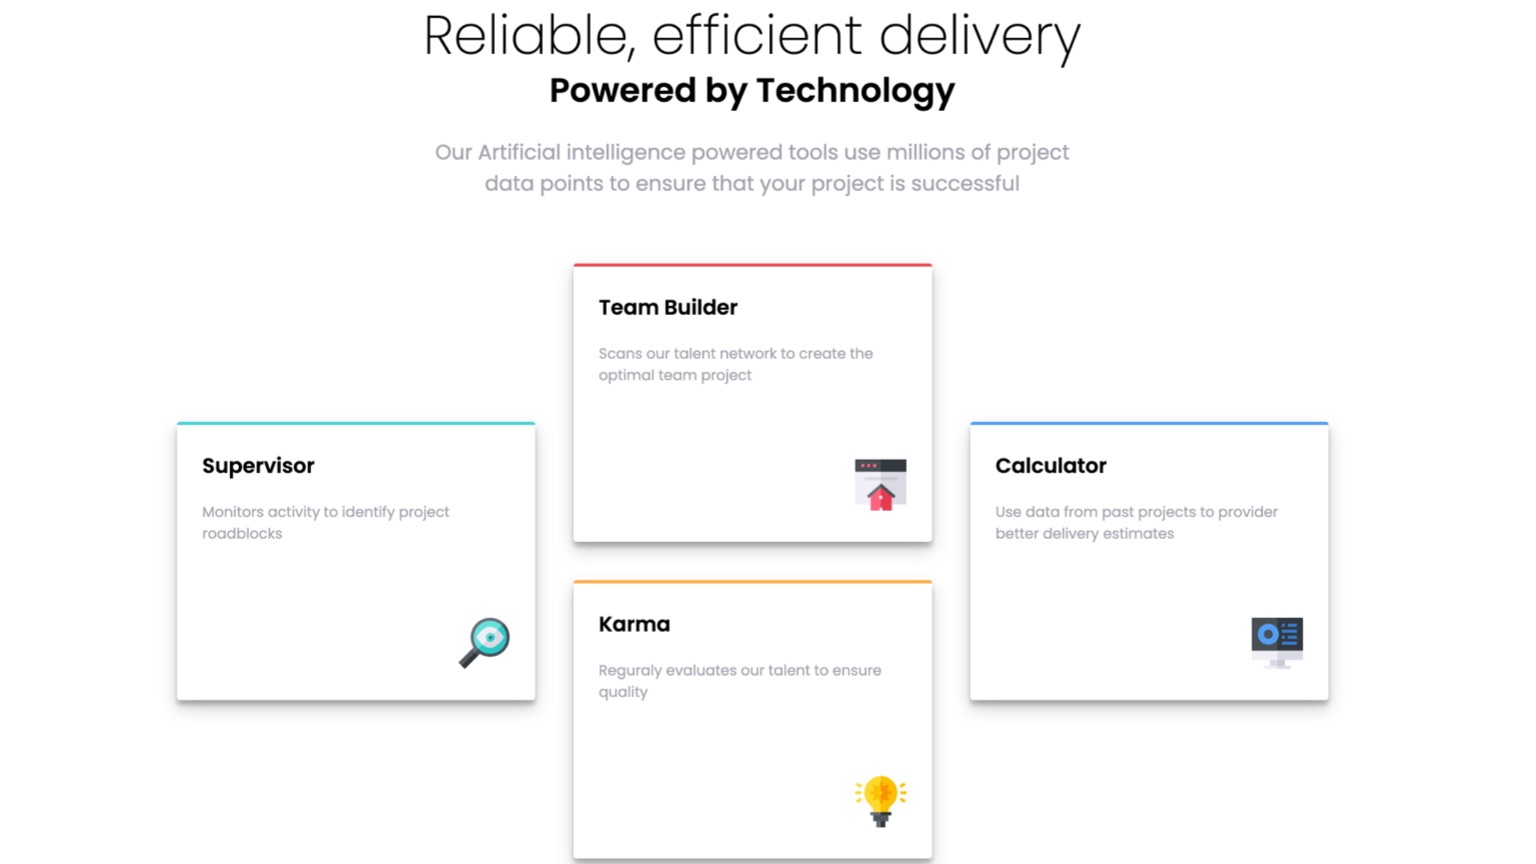 Reliable, efficient delivery
Powered by Technology
Our Artificial intelligence powered tools use millions of project
data points to ensure that your project is successful
Team Builder
Scans our talent network to create the
optimal team project
Supervisor
Monitors activity to identify project
roadblocks
Calculator
Use data from past projects to provider
better delivery estimates
Karma
Reguraly evaluates our talent to ensure
quality